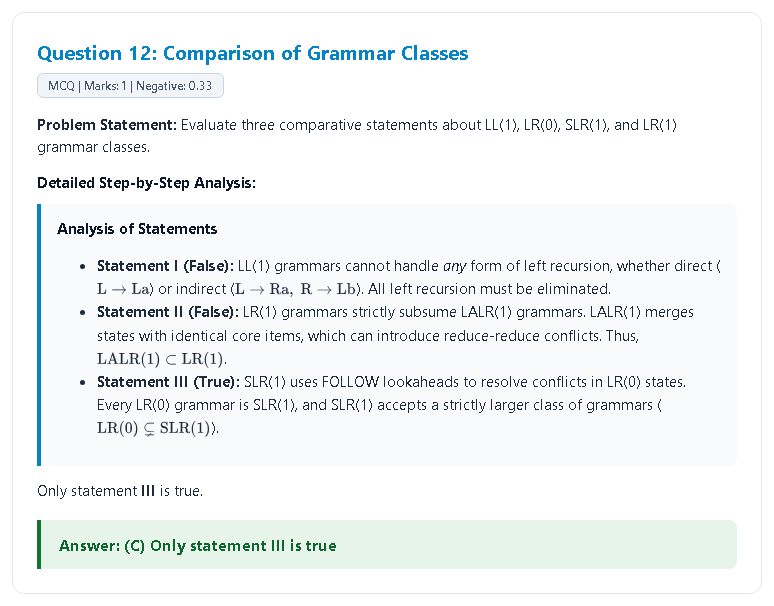 Question 12: Comparison of Grammar Classes
MCQ | Marks: 1 | Negative: 0.33
Problem Statement: Evaluate three comparative statements about LL(1), LR(0), SLR(1), and LR(1)
grammar classes.
Detailed Step-by-Step Analysis:
Analysis of Statements
• Statement I (False): LL(1) grammars cannot handle any form of left recursion, whether direct (
L → La) or indirect (L → Ra, R → Lb). All left recursion must be eliminated.
• Statement II (False): LR(1) grammars strictly subsume LALR(1) grammars. LALR(1) merges
states with identical core items, which can introduce reduce-reduce conflicts. Thus,
LALR(1) ⊂ LR(1).
• Statement III (True): SLR(1) uses FOLLOW lookaheads to resolve conflicts in LR(0) states.
Every LR(0) grammar is SLR(1), and SLR(1) accepts a strictly larger class of grammars (
LR(0) ⊊ SLR(1)).
Only statement III is true.
Answer: (C) Only statement III is true